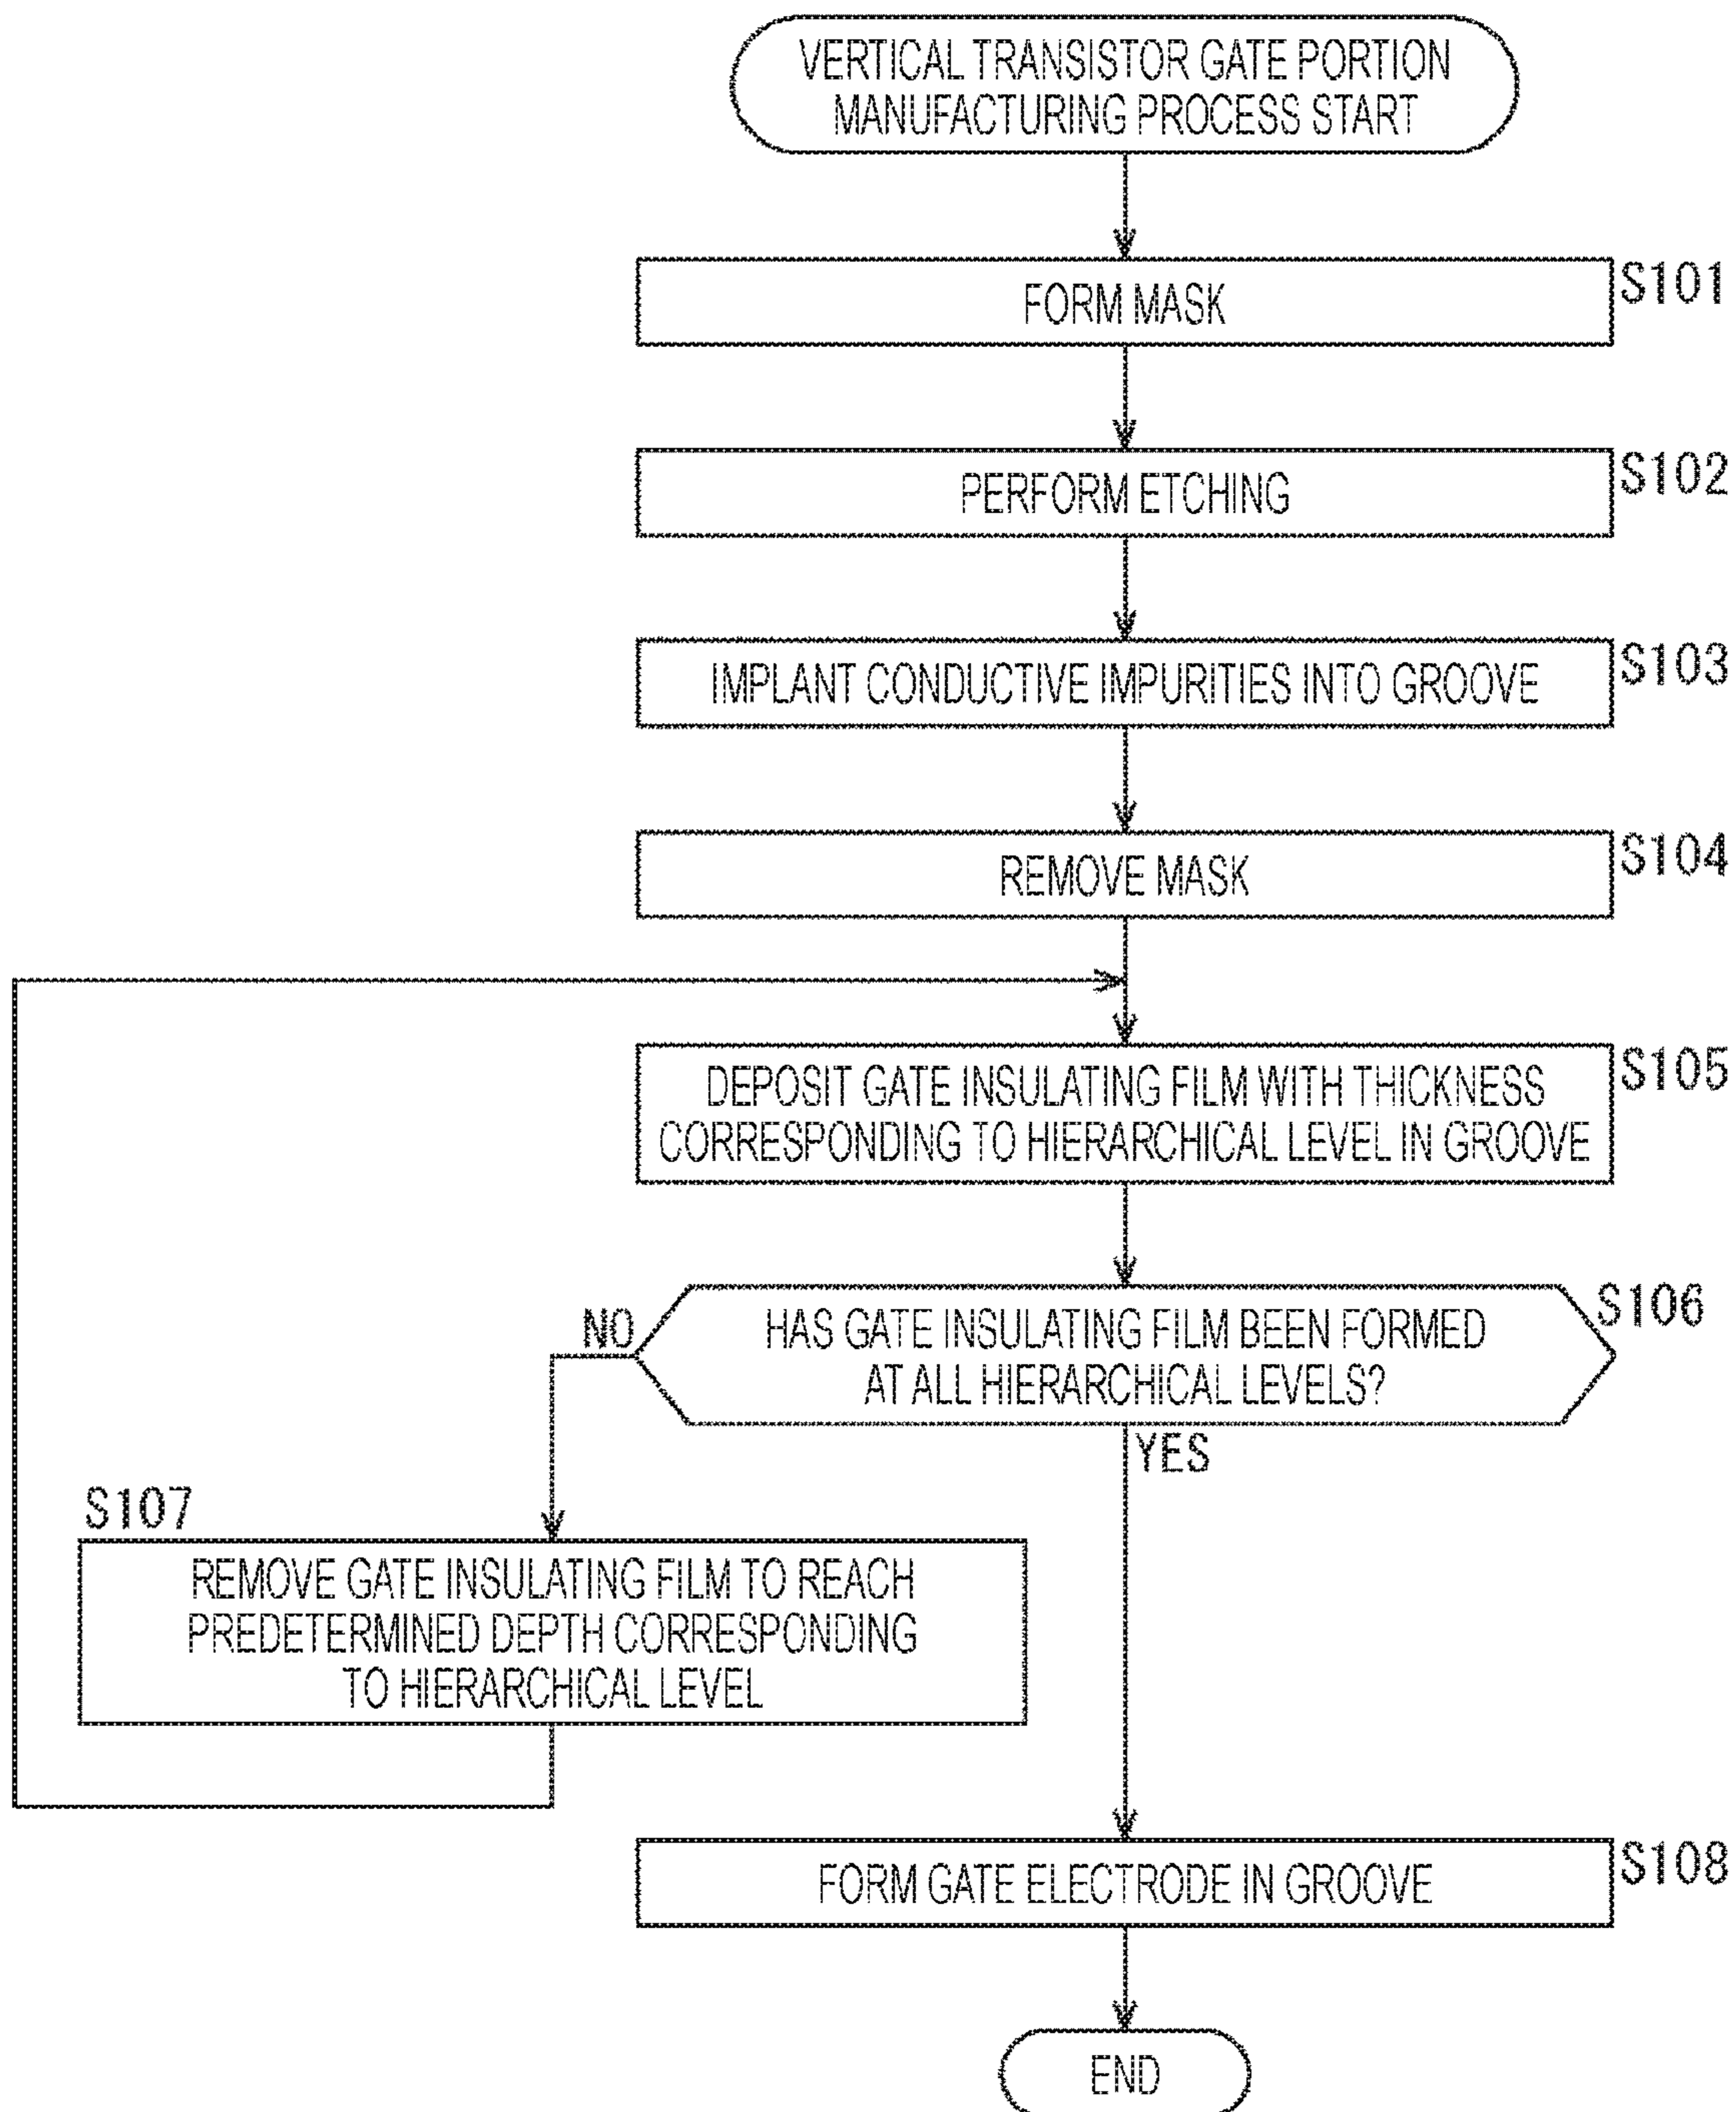 VERTICAL TRANSISTOR GATE PORTION
MANUFACTURING PROCESS START
S101
FORM MASK
S102
PERFORM ETCHING
S103
IMPLANT CONDUCTIVE IMPURITIES INTO GROOVE
S104
REMOVE MASK
S105
DEPOSIT GATE INSULATING FILM WITH THICKNESS
CORRESPONDING TO HIERARCHICAL LEVEL IN GROOVE
S106
NO
HAS GATE INSULATING FILM BEEN FORMED
AT ALL HIERARCHICAL LEVELS?
YES
S107
REMOVE GATE INSULATING FILM TO REACH
PREDETERMINED DEPTH CORRESPONDING
TO HIERARCHICAL LEVEL
S108
FORM GATE ELECTRODE IN GROOVE
END